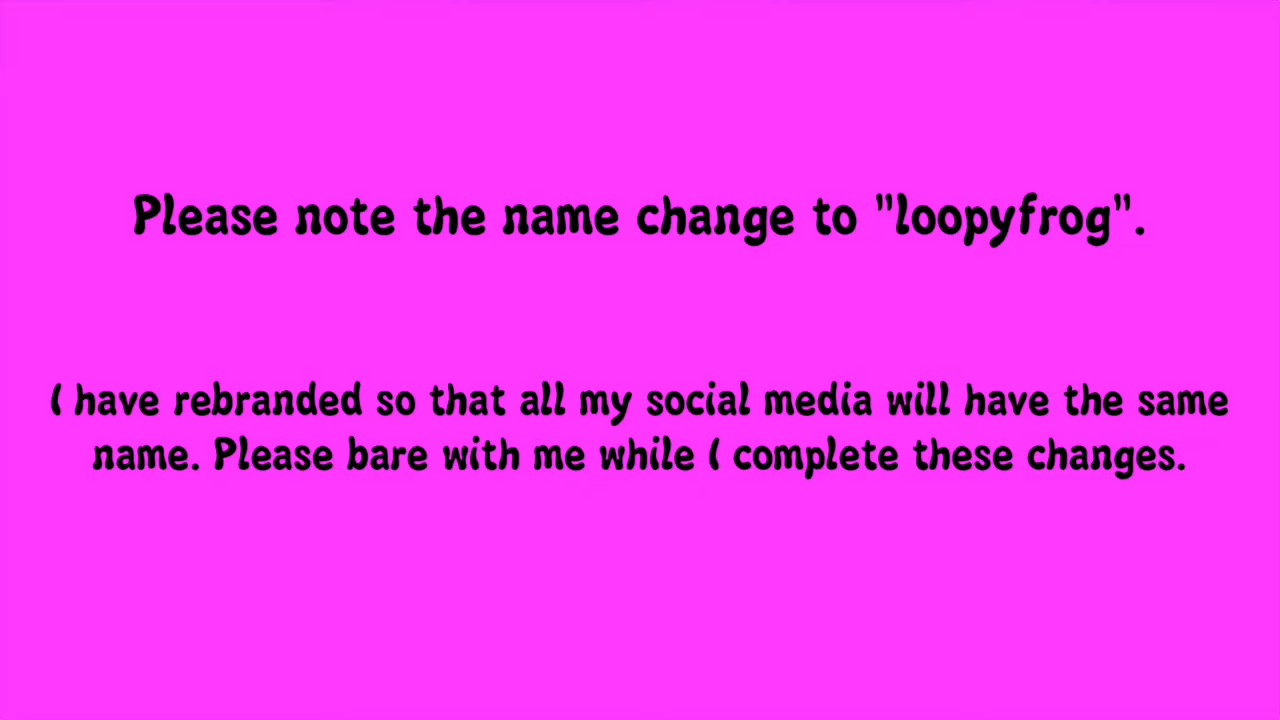 Please note the name change to "loopyfrog".
I have rebranded so that all my social media will have the same
name. Please bare with me while I complete these changes.